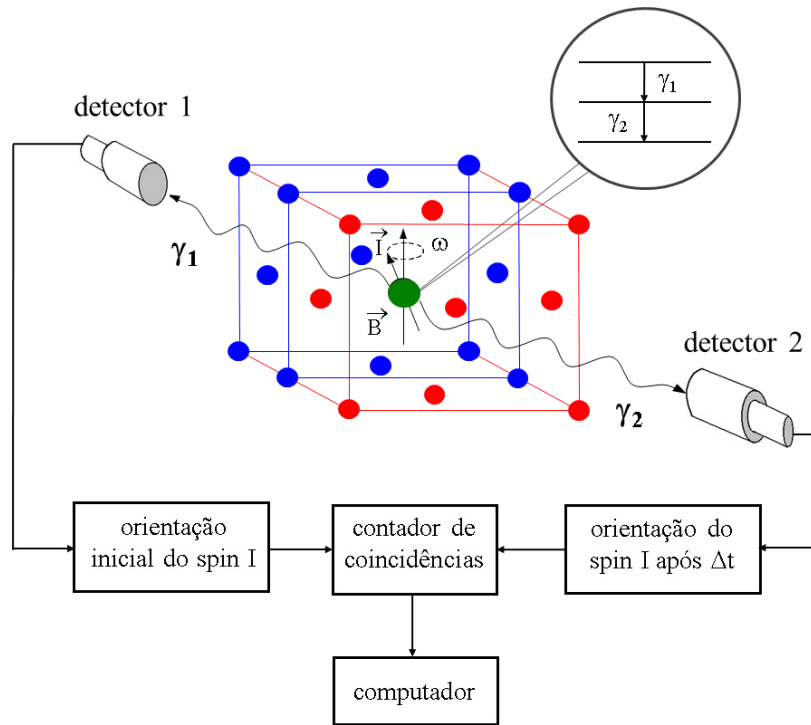 γ₁
γ₂
detector 1
γ₁
I
ω
B
detector 2
γ₂
orientação
inicial do spin I
contador de
coincidências
orientação do
spin I após Δt
computador